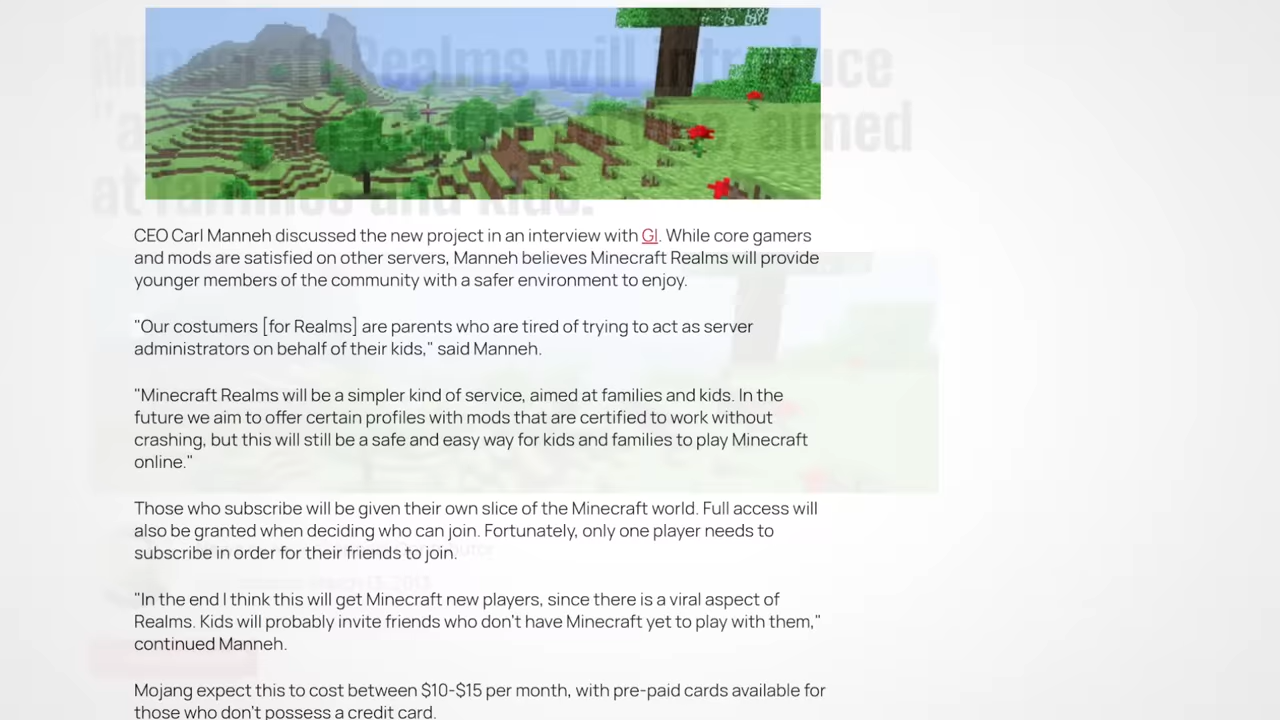 Minecraft Realms will introduce
"a aimed
at families and kids.
CEO Carl Manneh discussed the new project in an interview with GI. While core gamers
and mods are satisfied on other servers, Manneh believes Minecraft Realms will provide
younger members of the community with a safer environment to enjoy.
"Our costumers [for Realms] are parents who are tired of trying to act as server
administrators on behalf of their kids," said Manneh.
"Minecraft Realms will be a simpler kind of service, aimed at families and kids. In the
future we aim to offer certain profiles with mods that are certified to work without
crashing, but this will still be a safe and easy way for kids and families to play Minecraft
online."
Those who subscribe will be given their own slice of the Minecraft world. Full access will
also be granted when deciding who can join. Fortunately, only one player needs to
subscribe in order for their friends to join.
"In the end I think this will get Minecraft new players, since there is a viral aspect of
Realms. Kids will probably invite friends who don't have Minecraft yet to play with them,"
continued Manneh.
Mojang expect this to cost between $10-$15 per month, with pre-paid cards available for
those who don't possess a credit card.